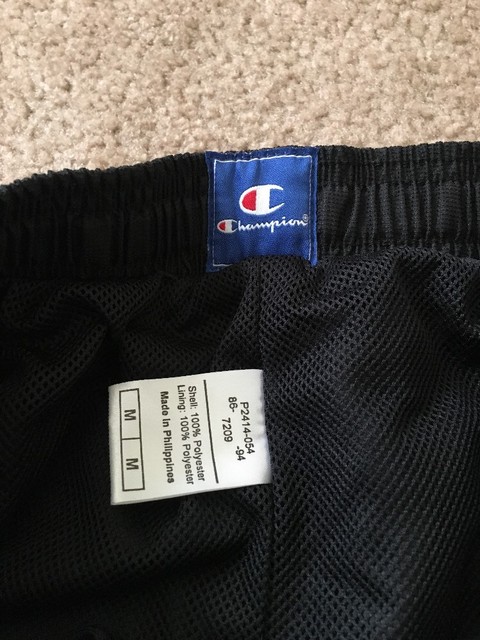 Champion®
P2414-054
86- -94
7209
Shell: 100% Polyester
Lining: 100% Polyester
Made in Philippines
M M